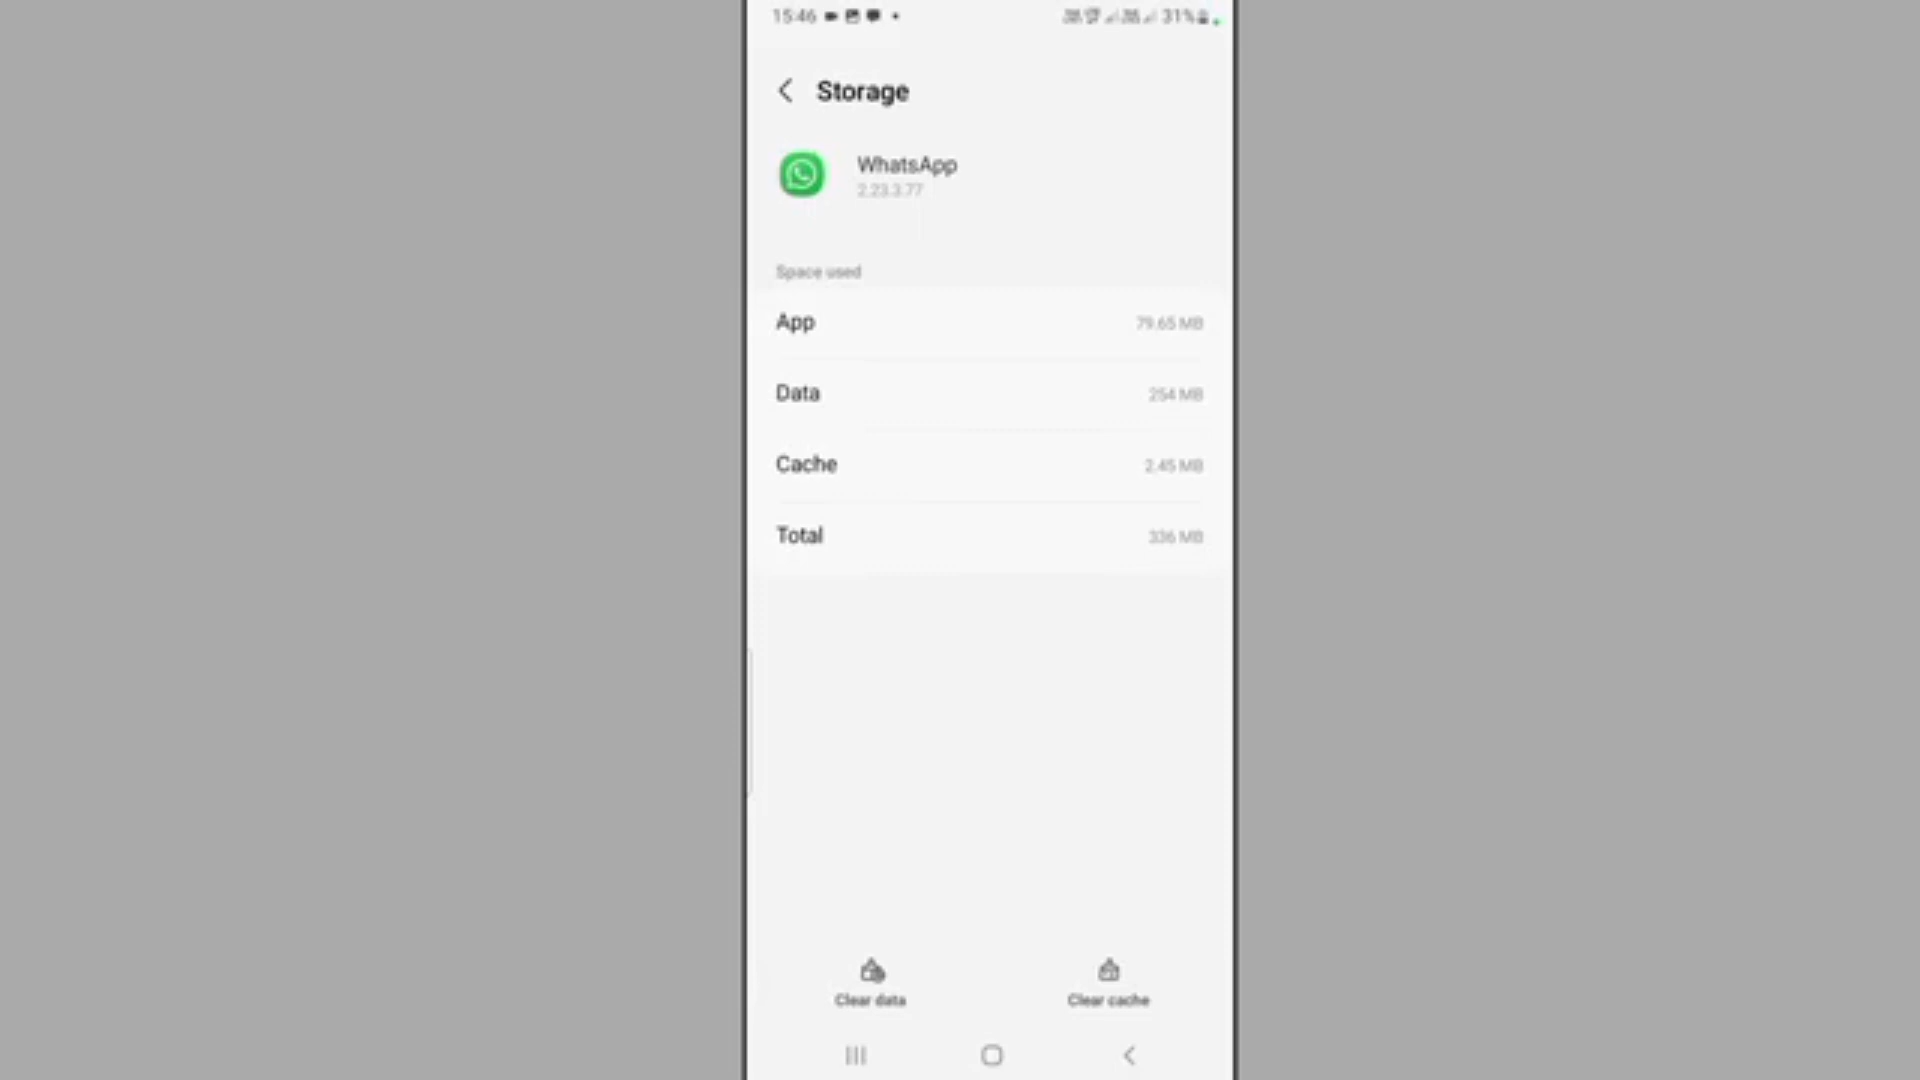 15:46 31%
Storage
WhatsApp
2.23.3.77
Space used
App 79.65 MB
Data 254 MB
Cache 2.45 MB
Total 336 MB
Clear data Clear cache